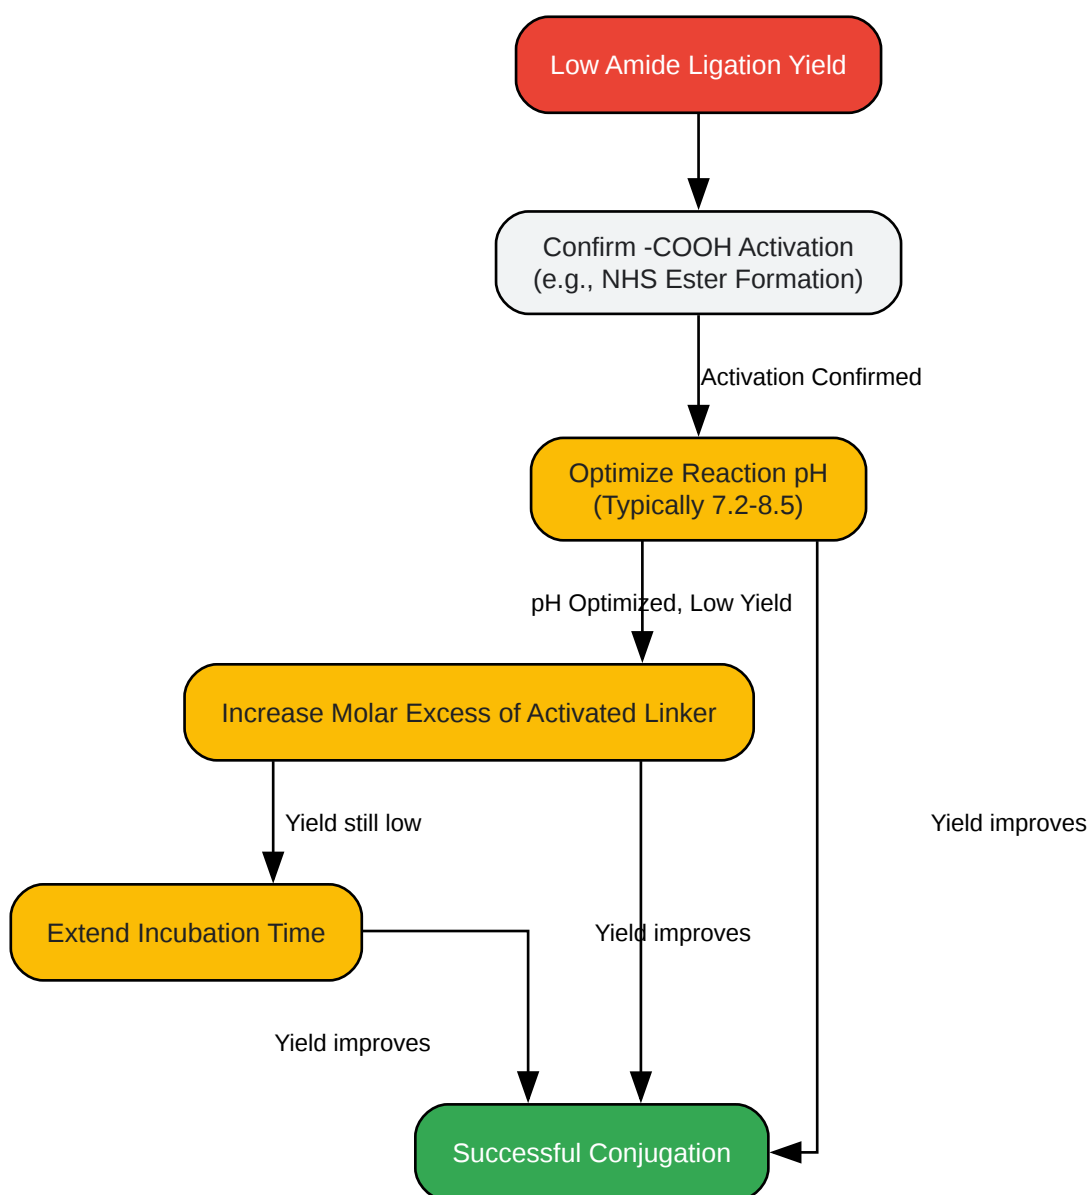 Low Amide Ligation Yield
Confirm -COOH Activation
(e.g., NHS Ester Formation)
Activation Confirmed
Optimize Reaction pH
(Typically 7.2-8.5)
pH Optimized, Low Yield
Increase Molar Excess of Activated Linker
Yield still low
Yield improves
Extend Incubation Time
Yield improves
Yield improves
Successful Conjugation